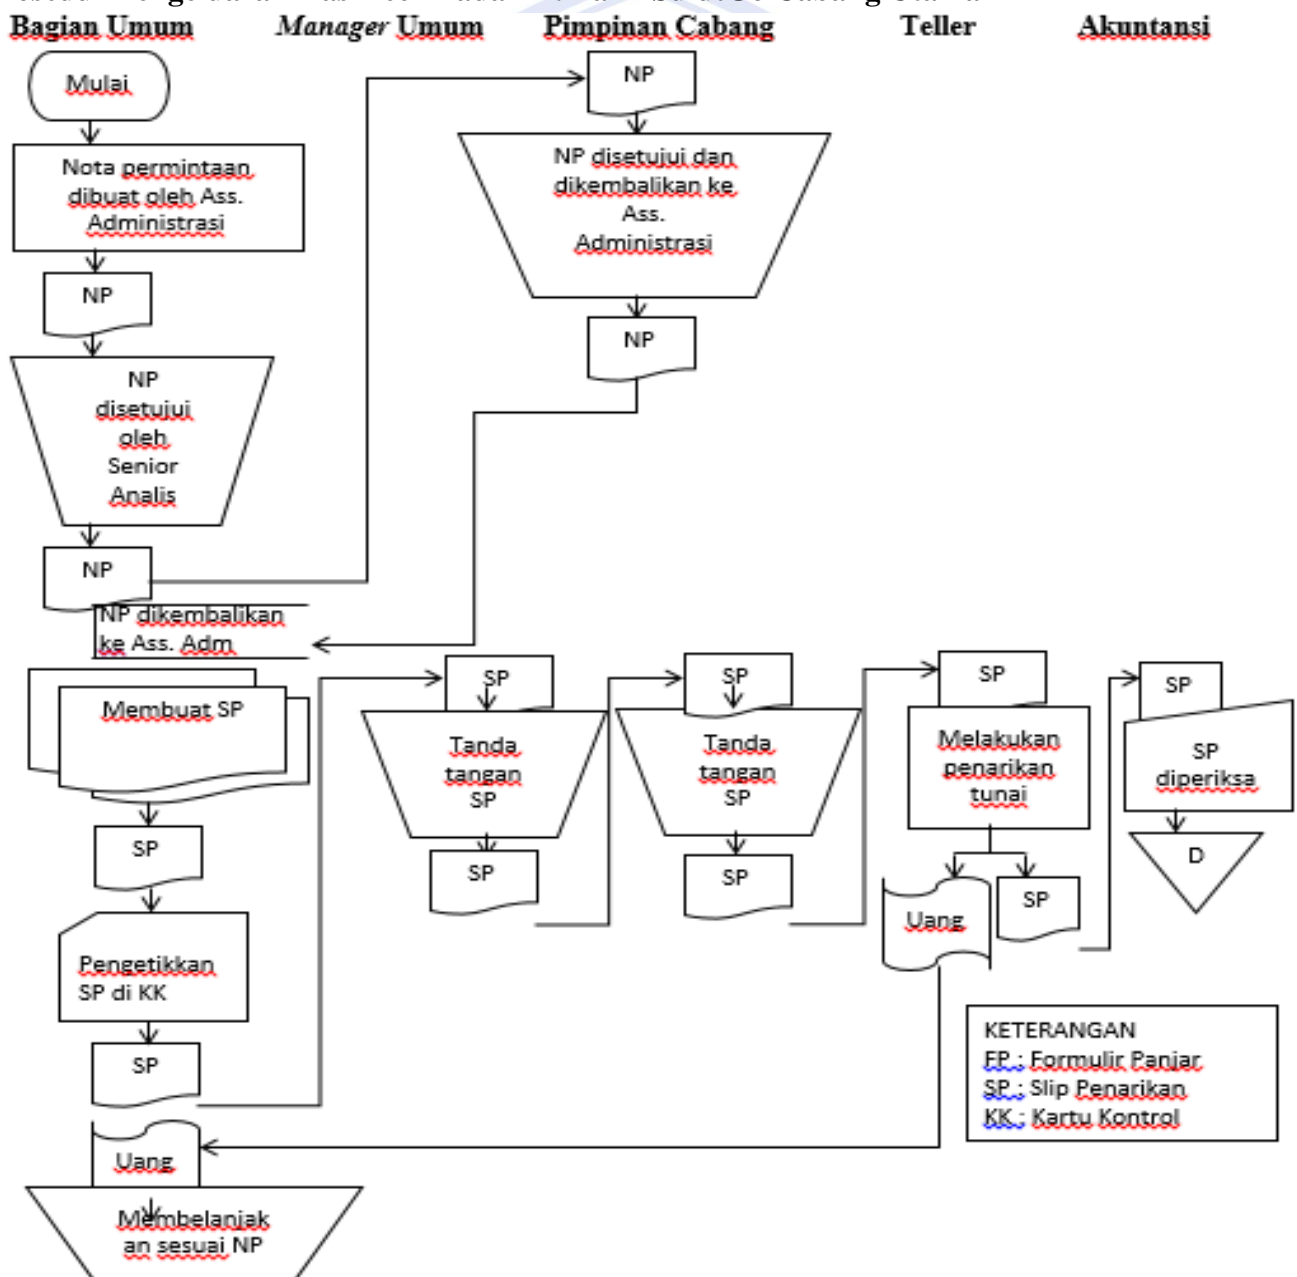 Bagian Umum
Manager Umum
Pimpinan Cabang
Teller
Akuntansi
Mulai
Nota permintaan
dibuat oleh Ass.
Administrasi
NP
NP
disetujui
oleh
Senior
Analis
NP
NP dikembalikan
ke Ass. Adm
Membuat SP
SP
Pengetikkan
SP di KK
SP
Uang
Membelanjak
an sesuai NP
SP
Tanda
tangan
SP
SP
NP
NP disetujui dan
dikembalikan ke
Ass.
Administrasi
NP
SP
Tanda
tangan
SP
SP
SP
Melakukan
penarikan
tunai
Uang
SP
SP
SP
diperiksa
D
KETERANGAN
FP : Formulir Panjar
SP : Slip Penarikan
KK : Kartu Kontrol